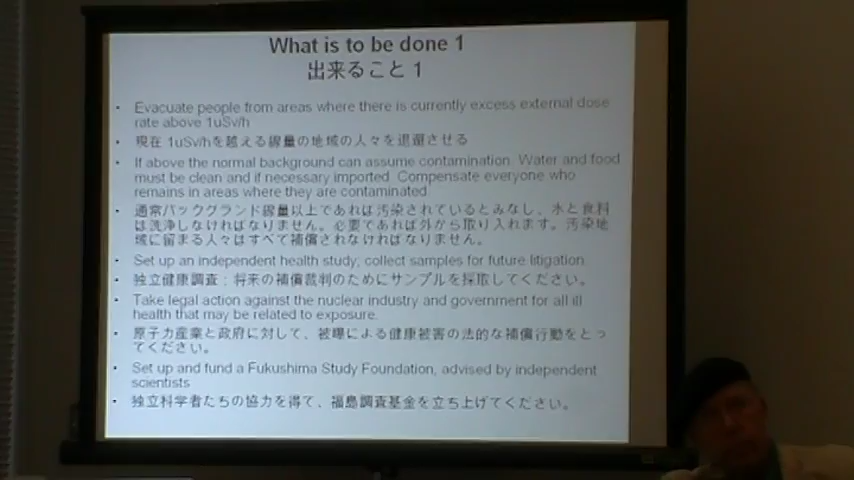 What is to be done 1
出来ること 1
• Evacuate people from areas where there is currently excess external dose
rate above 1uSv/h
• 現在 1uSv/hを越える線量の地域の人々を退避させる
• If above the normal background can assume contamination. Water and food
must be clean and if necessary imported. Compensate everyone who
remains in areas where they are contaminated.
• 通常バックグランド線量以上であれば汚染されているとみなし、水と食料
は洗浄しなければなりません。必要であれば外から取り入れます。汚染地
域に留まる人々はすべて補償されなければなりません。
• Set up an independent health study; collect samples for future litigation.
• 独立健康調査：将来の補償裁判のためにサンプルを採取してください。
• Take legal action against the nuclear industry and government for all ill
health that may be related to exposure.
• 原子力産業と政府に対して、被曝による健康被害の法的な補償行動をとっ
てください。
• Set up and fund a Fukushima Study Foundation, advised by independent
scientists
• 独立科学者たちの協力を得て、福島調査基金を立ち上げてください。